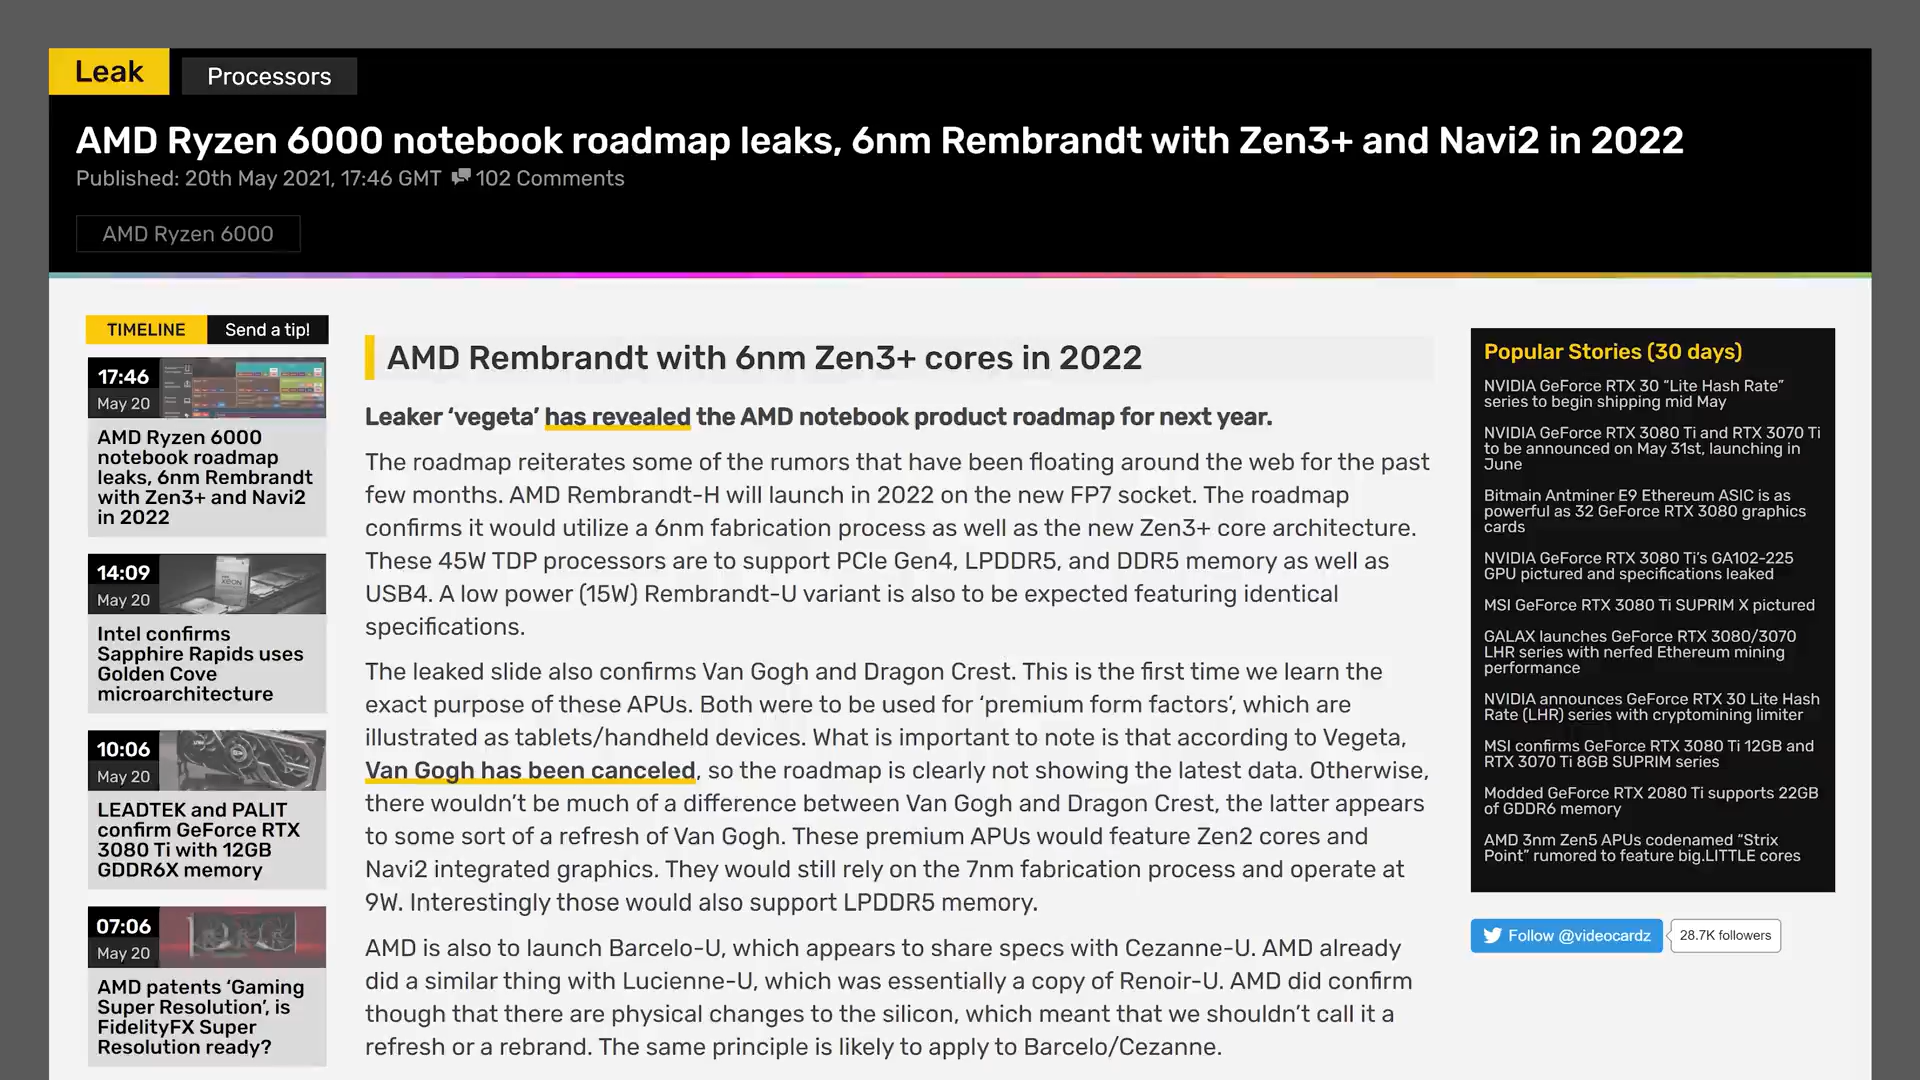 Leak
Processors
AMD Ryzen 6000 notebook roadmap leaks, 6nm Rembrandt with Zen3+ and Navi2 in 2022
Published: 20th May 2021, 17:46 GMT 102 Comments
AMD Ryzen 6000
TIMELINE
Send a tip!
17:46
May 20
AMD Ryzen 6000
notebook roadmap
leaks, 6nm Rembrandt
with Zen3+ and Navi2
in 2022
14:09
May 20
Intel confirms
Sapphire Rapids uses
Golden Cove
microarchitecture
10:06
May 20
LEADTEK and PALIT
confirm GeForce RTX
3080 Ti with 12GB
GDDR6X memory
07:06
May 20
AMD patents ‘Gaming
Super Resolution’, is
FidelityFX Super
Resolution ready?
AMD Rembrandt with 6nm Zen3+ cores in 2022
Leaker ‘vegeta’ has revealed the AMD notebook product roadmap for next year.
The roadmap reiterates some of the rumors that have been floating around the web for the past
few months. AMD Rembrandt-H will launch in 2022 on the new FP7 socket. The roadmap
confirms it would utilize a 6nm fabrication process as well as the new Zen3+ core architecture.
These 45W TDP processors are to support PCIe Gen4, LPDDR5, and DDR5 memory as well as
USB4. A low power (15W) Rembrandt-U variant is also to be expected featuring identical
specifications.
The leaked slide also confirms Van Gogh and Dragon Crest. This is the first time we learn the
exact purpose of these APUs. Both were to be used for ‘premium form factors’, which are
illustrated as tablets/handheld devices. What is important to note is that according to Vegeta,
Van Gogh has been canceled, so the roadmap is clearly not showing the latest data. Otherwise,
there wouldn’t be much of a difference between Van Gogh and Dragon Crest, the latter appears
to some sort of a refresh of Van Gogh. These premium APUs would feature Zen2 cores and
Navi2 integrated graphics. They would still rely on the 7nm fabrication process and operate at
9W. Interestingly those would also support LPDDR5 memory.
AMD is also to launch Barcelo-U, which appears to share specs with Cezanne-U. AMD already
did a similar thing with Lucienne-U, which was essentially a copy of Renoir-U. AMD did confirm
though that there are physical changes to the silicon, which meant that we shouldn’t call it a
refresh or a rebrand. The same principle is likely to apply to Barcelo/Cezanne.
Popular Stories (30 days)
NVIDIA GeForce RTX 30 “Lite Hash Rate”
series to begin shipping mid May
NVIDIA GeForce RTX 3080 Ti and RTX 3070 Ti
to be announced on May 31st, launching in
June
Bitmain Antminer E9 Ethereum ASIC is as
powerful as 32 GeForce RTX 3080 graphics
cards
NVIDIA GeForce RTX 3080 Ti’s GA102-225
GPU pictured and specifications leaked
MSI GeForce RTX 3080 Ti SUPRIM X pictured
GALAX launches GeForce RTX 3080/3070
LHR series with nerfed Ethereum mining
performance
NVIDIA announces GeForce RTX 30 Lite Hash
Rate (LHR) series with cryptomining limiter
MSI confirms GeForce RTX 3080 Ti 12GB and
RTX 3070 Ti 8GB SUPRIM series
Modded GeForce RTX 2080 Ti supports 22GB
of GDDR6 memory
AMD 3nm Zen5 APUs codenamed “Strix
Point” rumored to feature big.LITTLE cores
Follow @videocardz
28.7K followers